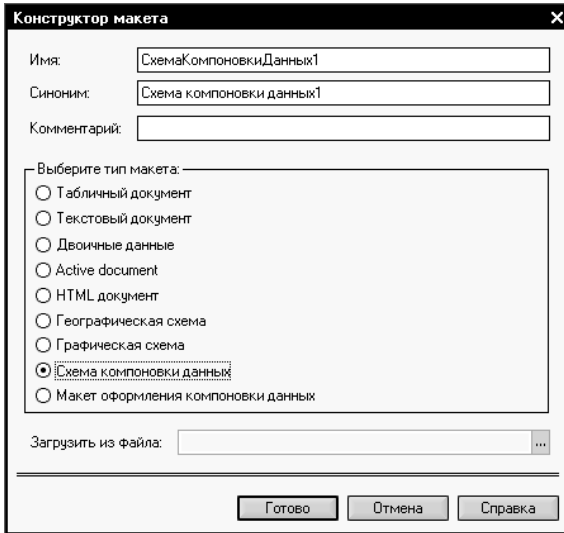 Конструктор макета
Имя: СхемаКомпоновкиДанных1
Синоним: Схема компоновки данных1
Комментарий:
Выберите тип макета:
Табличный документ
Текстовый документ
Двоичные данные
Active document
HTML документ
Географическая схема
Графическая схема
Схема компоновки данных
Макет оформления компоновки данных
Загрузить из файла: ...
Готово Отмена Справка